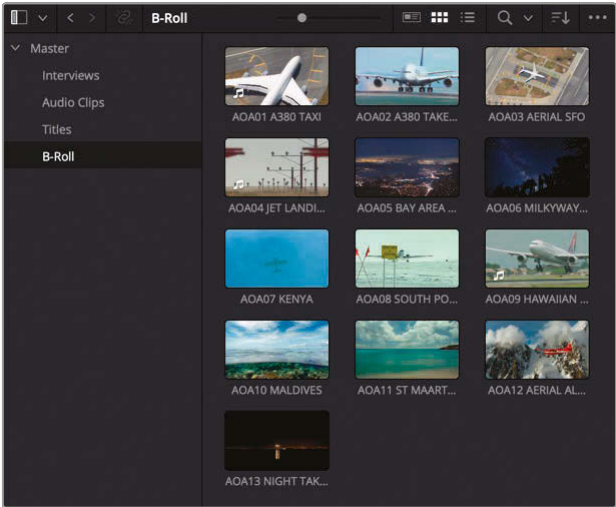 B-Roll
Master
Interviews
Audio Clips
Titles
B-Roll
AOA01 A380 TAXI
AOA02 A380 TAKE...
AOA03 AERIAL SFO
AOA04 JET LANDI...
AOA05 BAY AREA ...
AOA06 MILKYWAY...
AOA07 KENYA
AOA08 SOUTH PO...
AOA09 HAWAIIAN ...
AOA10 MALDIVES
AOA11 ST MAART...
AOA12 AERIAL AL...
AOA13 NIGHT TAK...